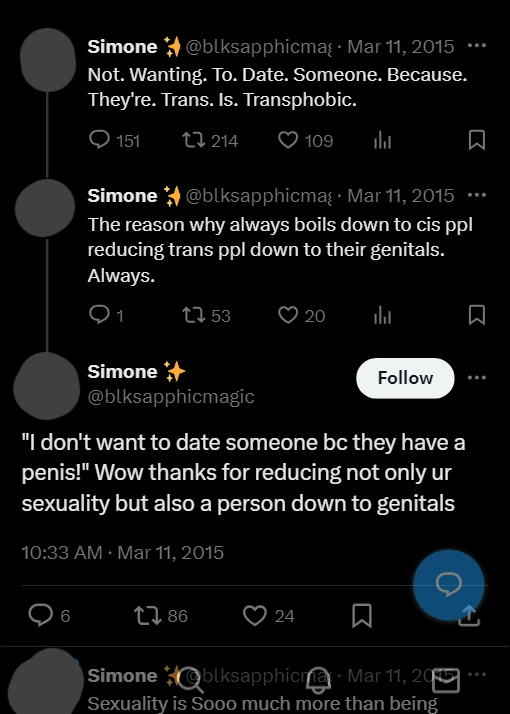 Simone ✨ @blksapphicmag · Mar 11, 2015
Not. Wanting. To. Date. Someone. Because.
They're. Trans. Is. Transphobic.
151 214 109
Simone ✨ @blksapphicmag · Mar 11, 2015
The reason why always boils down to cis ppl
reducing trans ppl down to their genitals.
Always.
1 53 20
Simone ✨
Follow
@blksapphicmagic
"I don't want to date someone bc they have a
penis!" Wow thanks for reducing not only ur
sexuality but also a person down to genitals
10:33 AM · Mar 11, 2015
6 86 24
Simone ✨ @blksapphicmag · Mar 11, 2015
Sexuality is Sooo much more than being